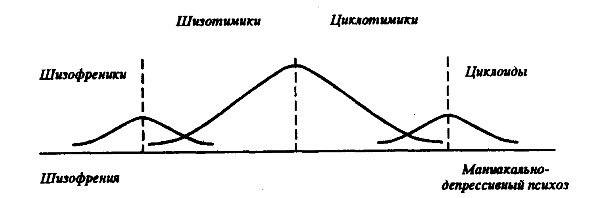 Шизотимики Циклотимики
Шизофреники Циклоиды
Шизофрения Маниакально-
депрессивный психоз